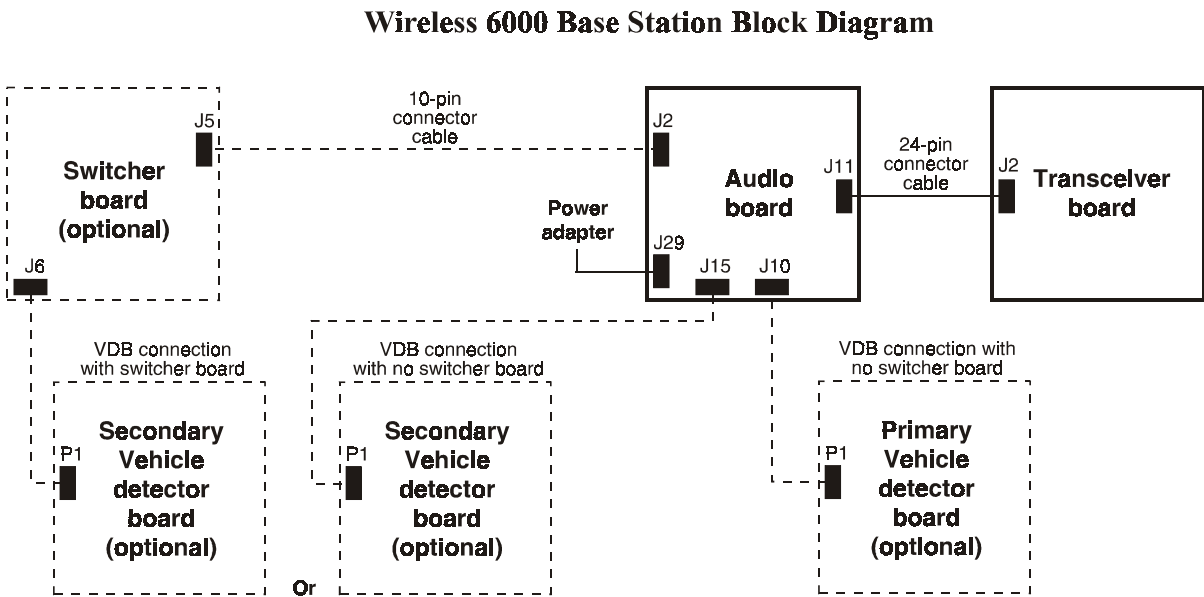 Wireless 6000 Base Station Block Diagram
10-pin
connector
cable
J5
J2
Switcher
board
(optional)
J6
Audio
board
J11
24-pin
connector
cable
J2
Transceiver
board
Power
adapter
J29
J15
J10
VDB connection
with switcher board
VDB connection
with no switcher board
VDB connection with
no switcher board
P1
Secondary
Vehicle
detector
board
(optional)
Or
P1
Secondary
Vehicle
detector
board
(optional)
P1
Primary
Vehicle
detector
board
(optional)